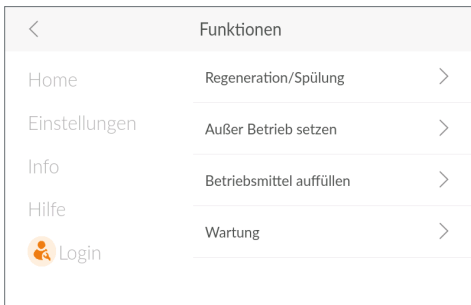 Funktionen
Home
Einstellungen
Info
Hilfe
Login
Regeneration/Spülung
Außer Betrieb setzen
Betriebsmittel auffüllen
Wartung